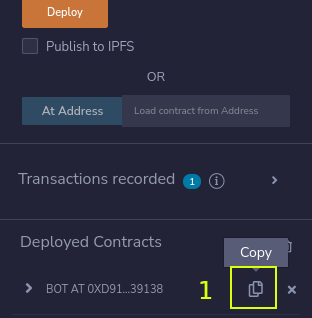 Deploy
Publish to IPFS
OR
At Address Load contract from Address
Transactions recorded 1 i
Deployed Contracts
Copy
BOT AT 0XD91...39138 1